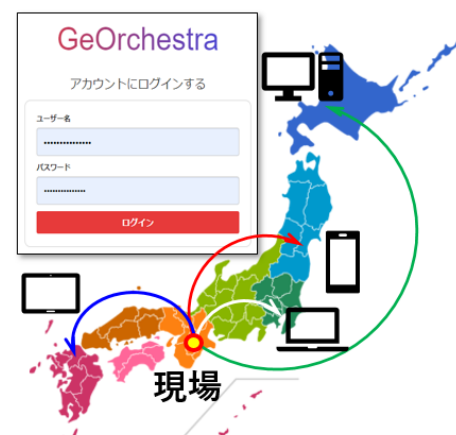 GeOrchestra
アカウントにログインする
ユーザー名
パスワード
ログイン
現場